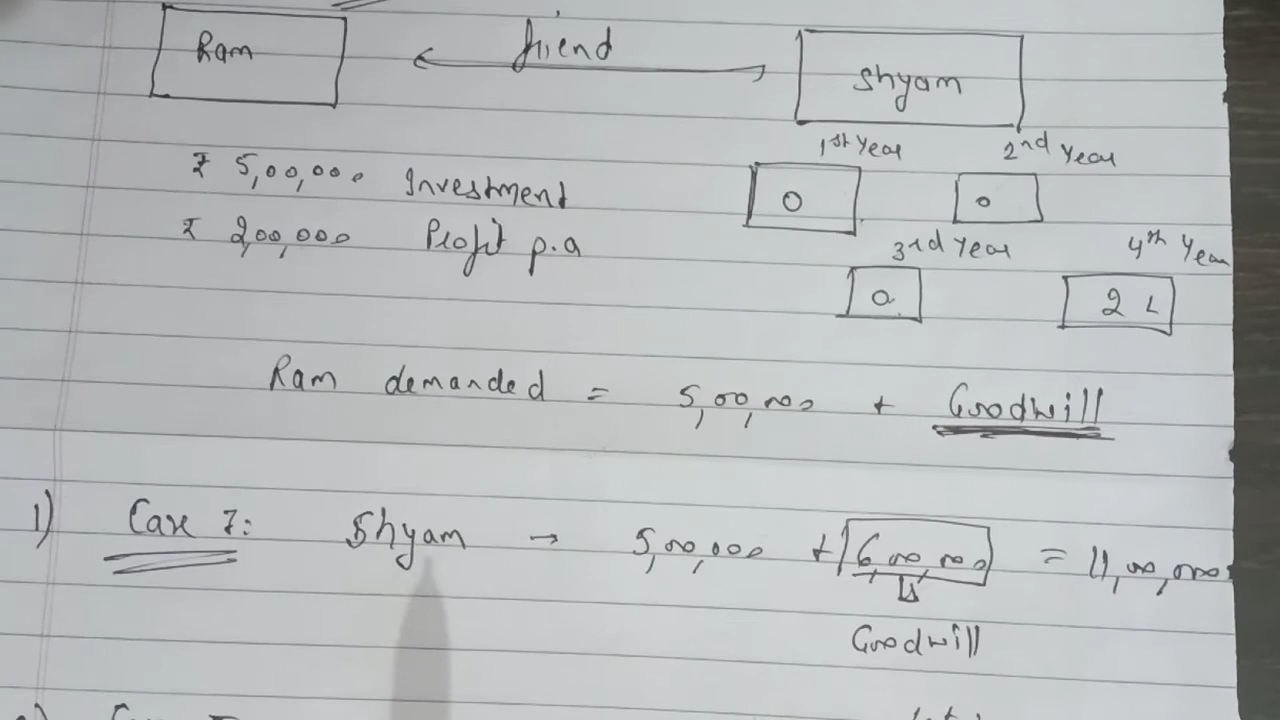 Ram friend Shyam
1st Year 2nd Year
₹ 5,00,000 Investment 0 0
₹ 2,00,000 Profit p.a
3rd Year 4th Year
0 2 L
Ram demanded = 5,00,000 + Goodwill
1) Case I: Shyam → 5,00,000 + 6,00,000 = 11,00,000
Goodwill